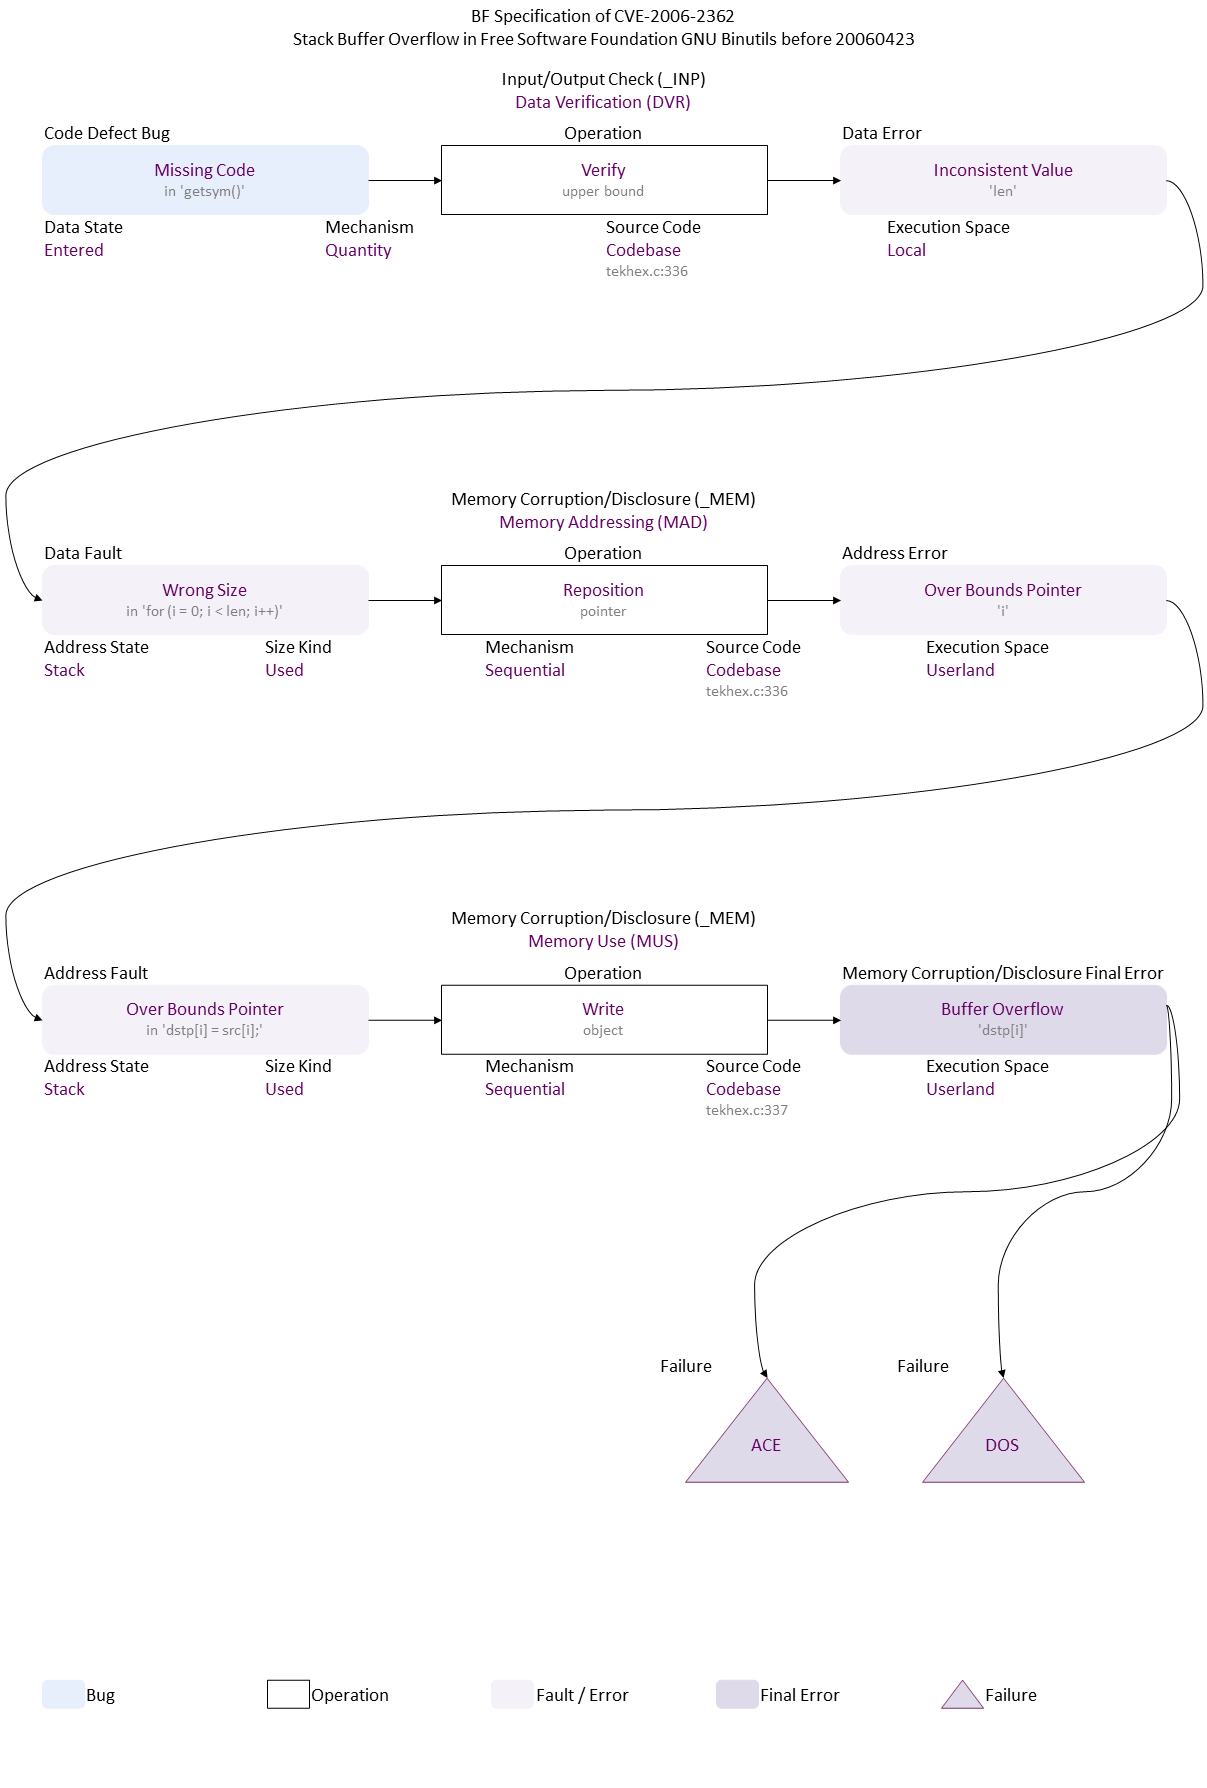 BF Specification of CVE-2006-2362
Stack Buffer Overflow in Free Software Foundation GNU Binutils before 20060423
Input/Output Check (_INP)
Data Verification (DVR)
Code Defect Bug
Operation
Data Error
Missing Code
in 'getsym()'
Verify
upper bound
Inconsistent Value
'len'
Data State
Mechanism
Source Code
Execution Space
Entered
Quantity
Codebase
Local
tekhex.c:336
Memory Corruption/Disclosure (_MEM)
Memory Addressing (MAD)
Data Fault
Operation
Address Error
Wrong Size
in 'for (i = 0; i < len; i++)'
Reposition
pointer
Over Bounds Pointer
'i'
Address State
Size Kind
Mechanism
Source Code
Execution Space
Stack
Used
Sequential
Codebase
Userland
tekhex.c:336
Memory Corruption/Disclosure (_MEM)
Memory Use (MUS)
Address Fault
Operation
Memory Corruption/Disclosure Final Error
Over Bounds Pointer
in 'dstp[i] = src[i];'
Write
object
Buffer Overflow
'dstp[i]'
Address State
Size Kind
Mechanism
Source Code
Execution Space
Stack
Used
Sequential
Codebase
Userland
tekhex.c:337
Failure
Failure
ACE
DOS
Bug
Operation
Fault / Error
Final Error
Failure